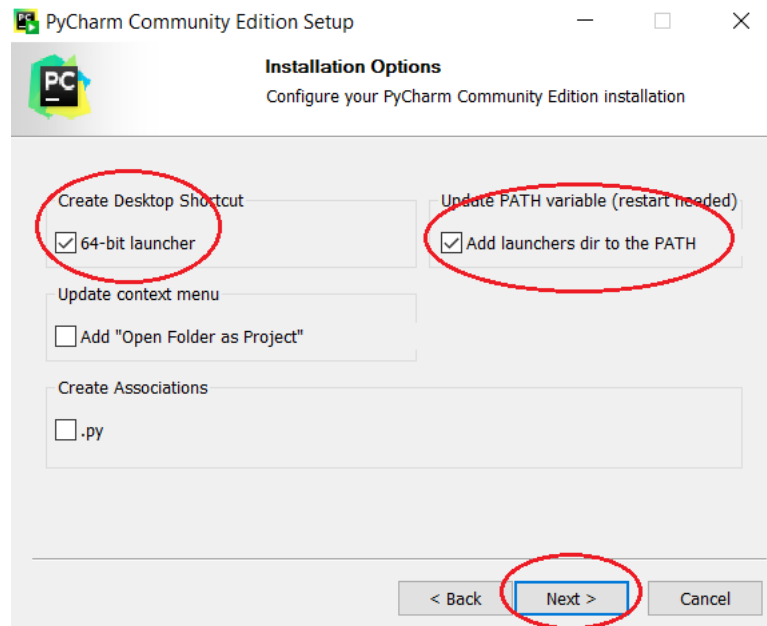 PyCharm Community Edition Setup
PC
Installation Options
Configure your PyCharm Community Edition installation
Create Desktop Shortcut
64-bit launcher
Update PATH variable (restart needed)
Add launchers dir to the PATH
Update context menu
Add "Open Folder as Project"
Create Associations
.py
< Back
Next >
Cancel